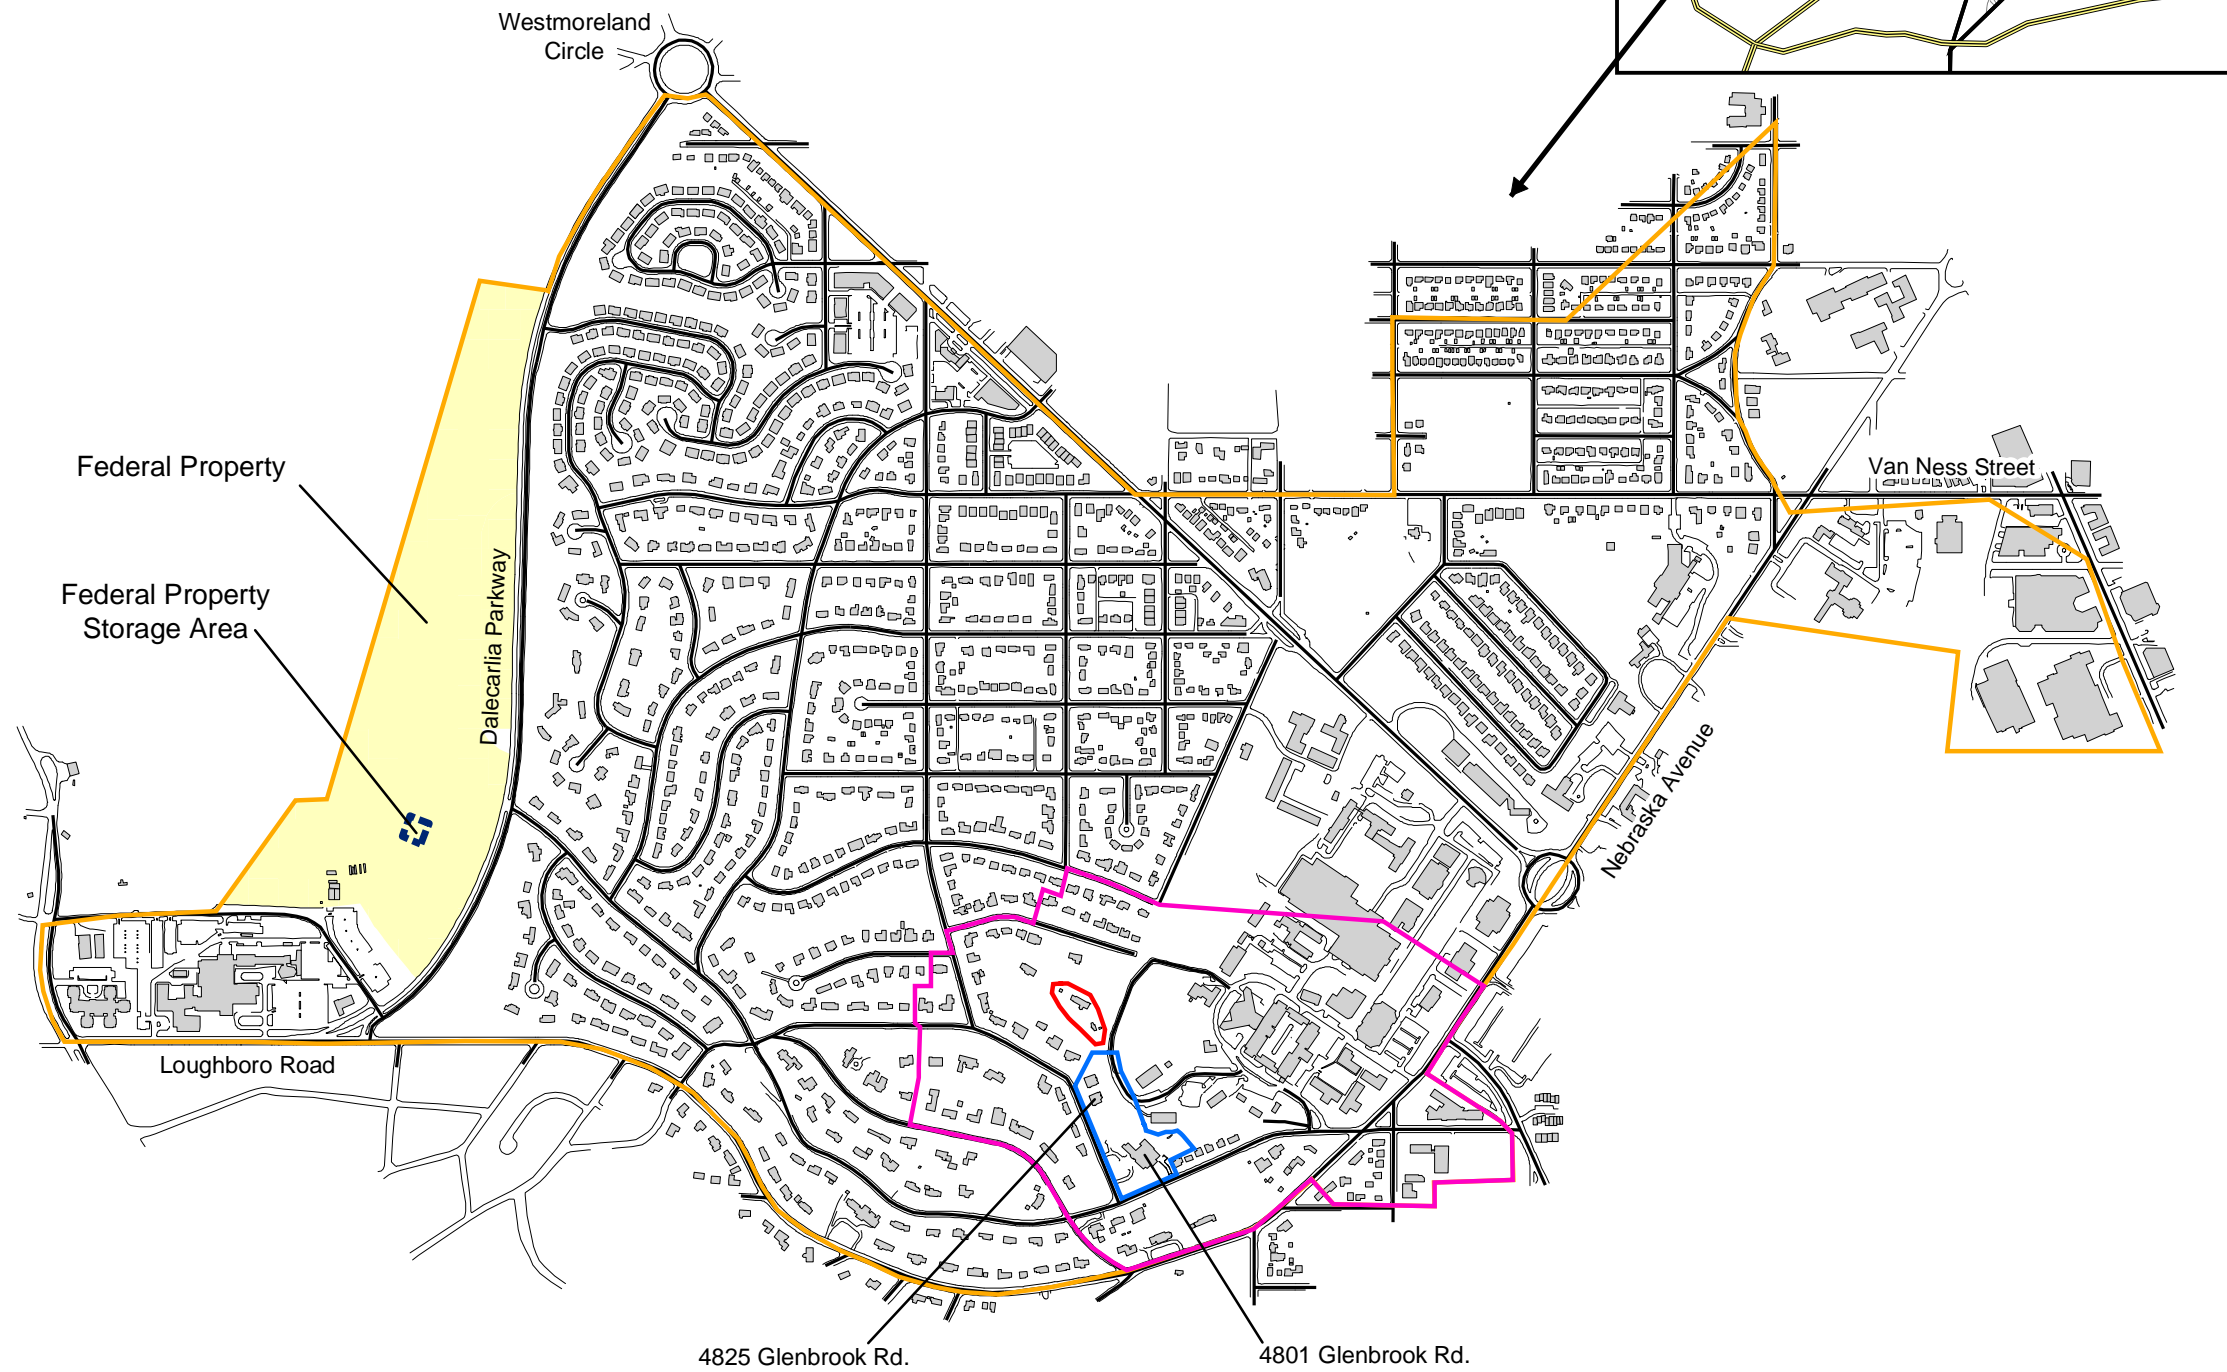 Westmoreland
Circle
Van Ness Street
Federal Property
Federal Property
Storage Area
Dalecarlia Parkway
Nebraska Avenue
Loughboro Road
4825 Glenbrook Rd.
4801 Glenbrook Rd.